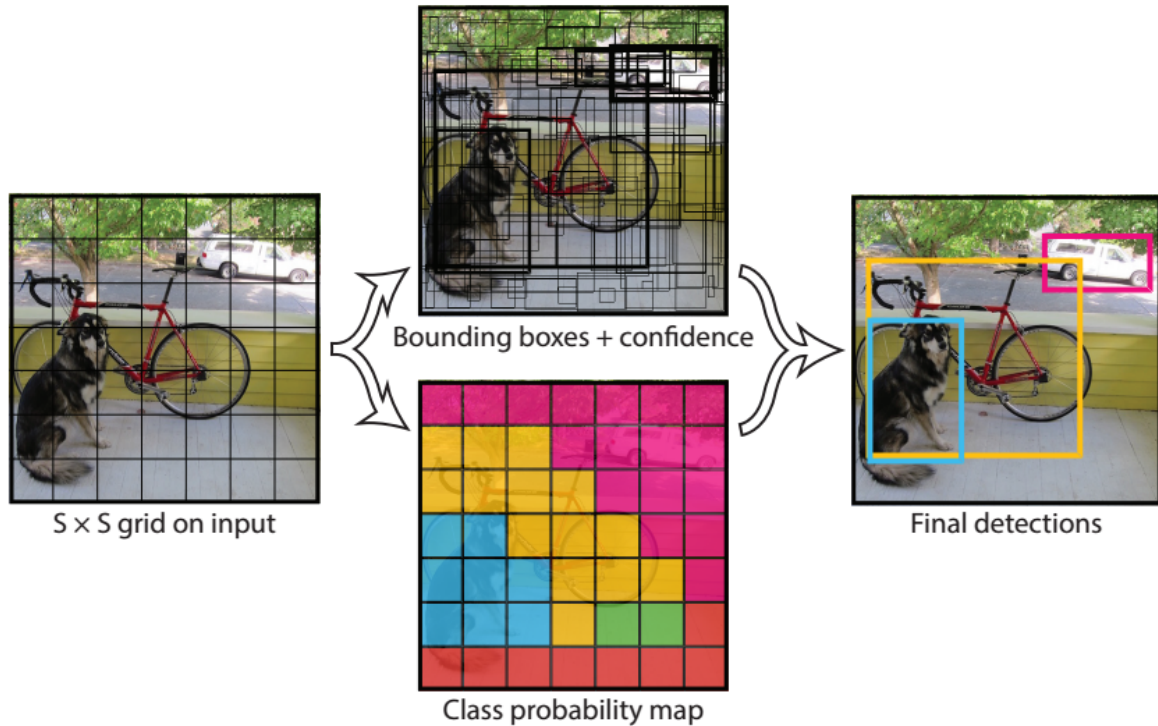 S × S grid on input
Bounding boxes + confidence
Class probability map
Final detections